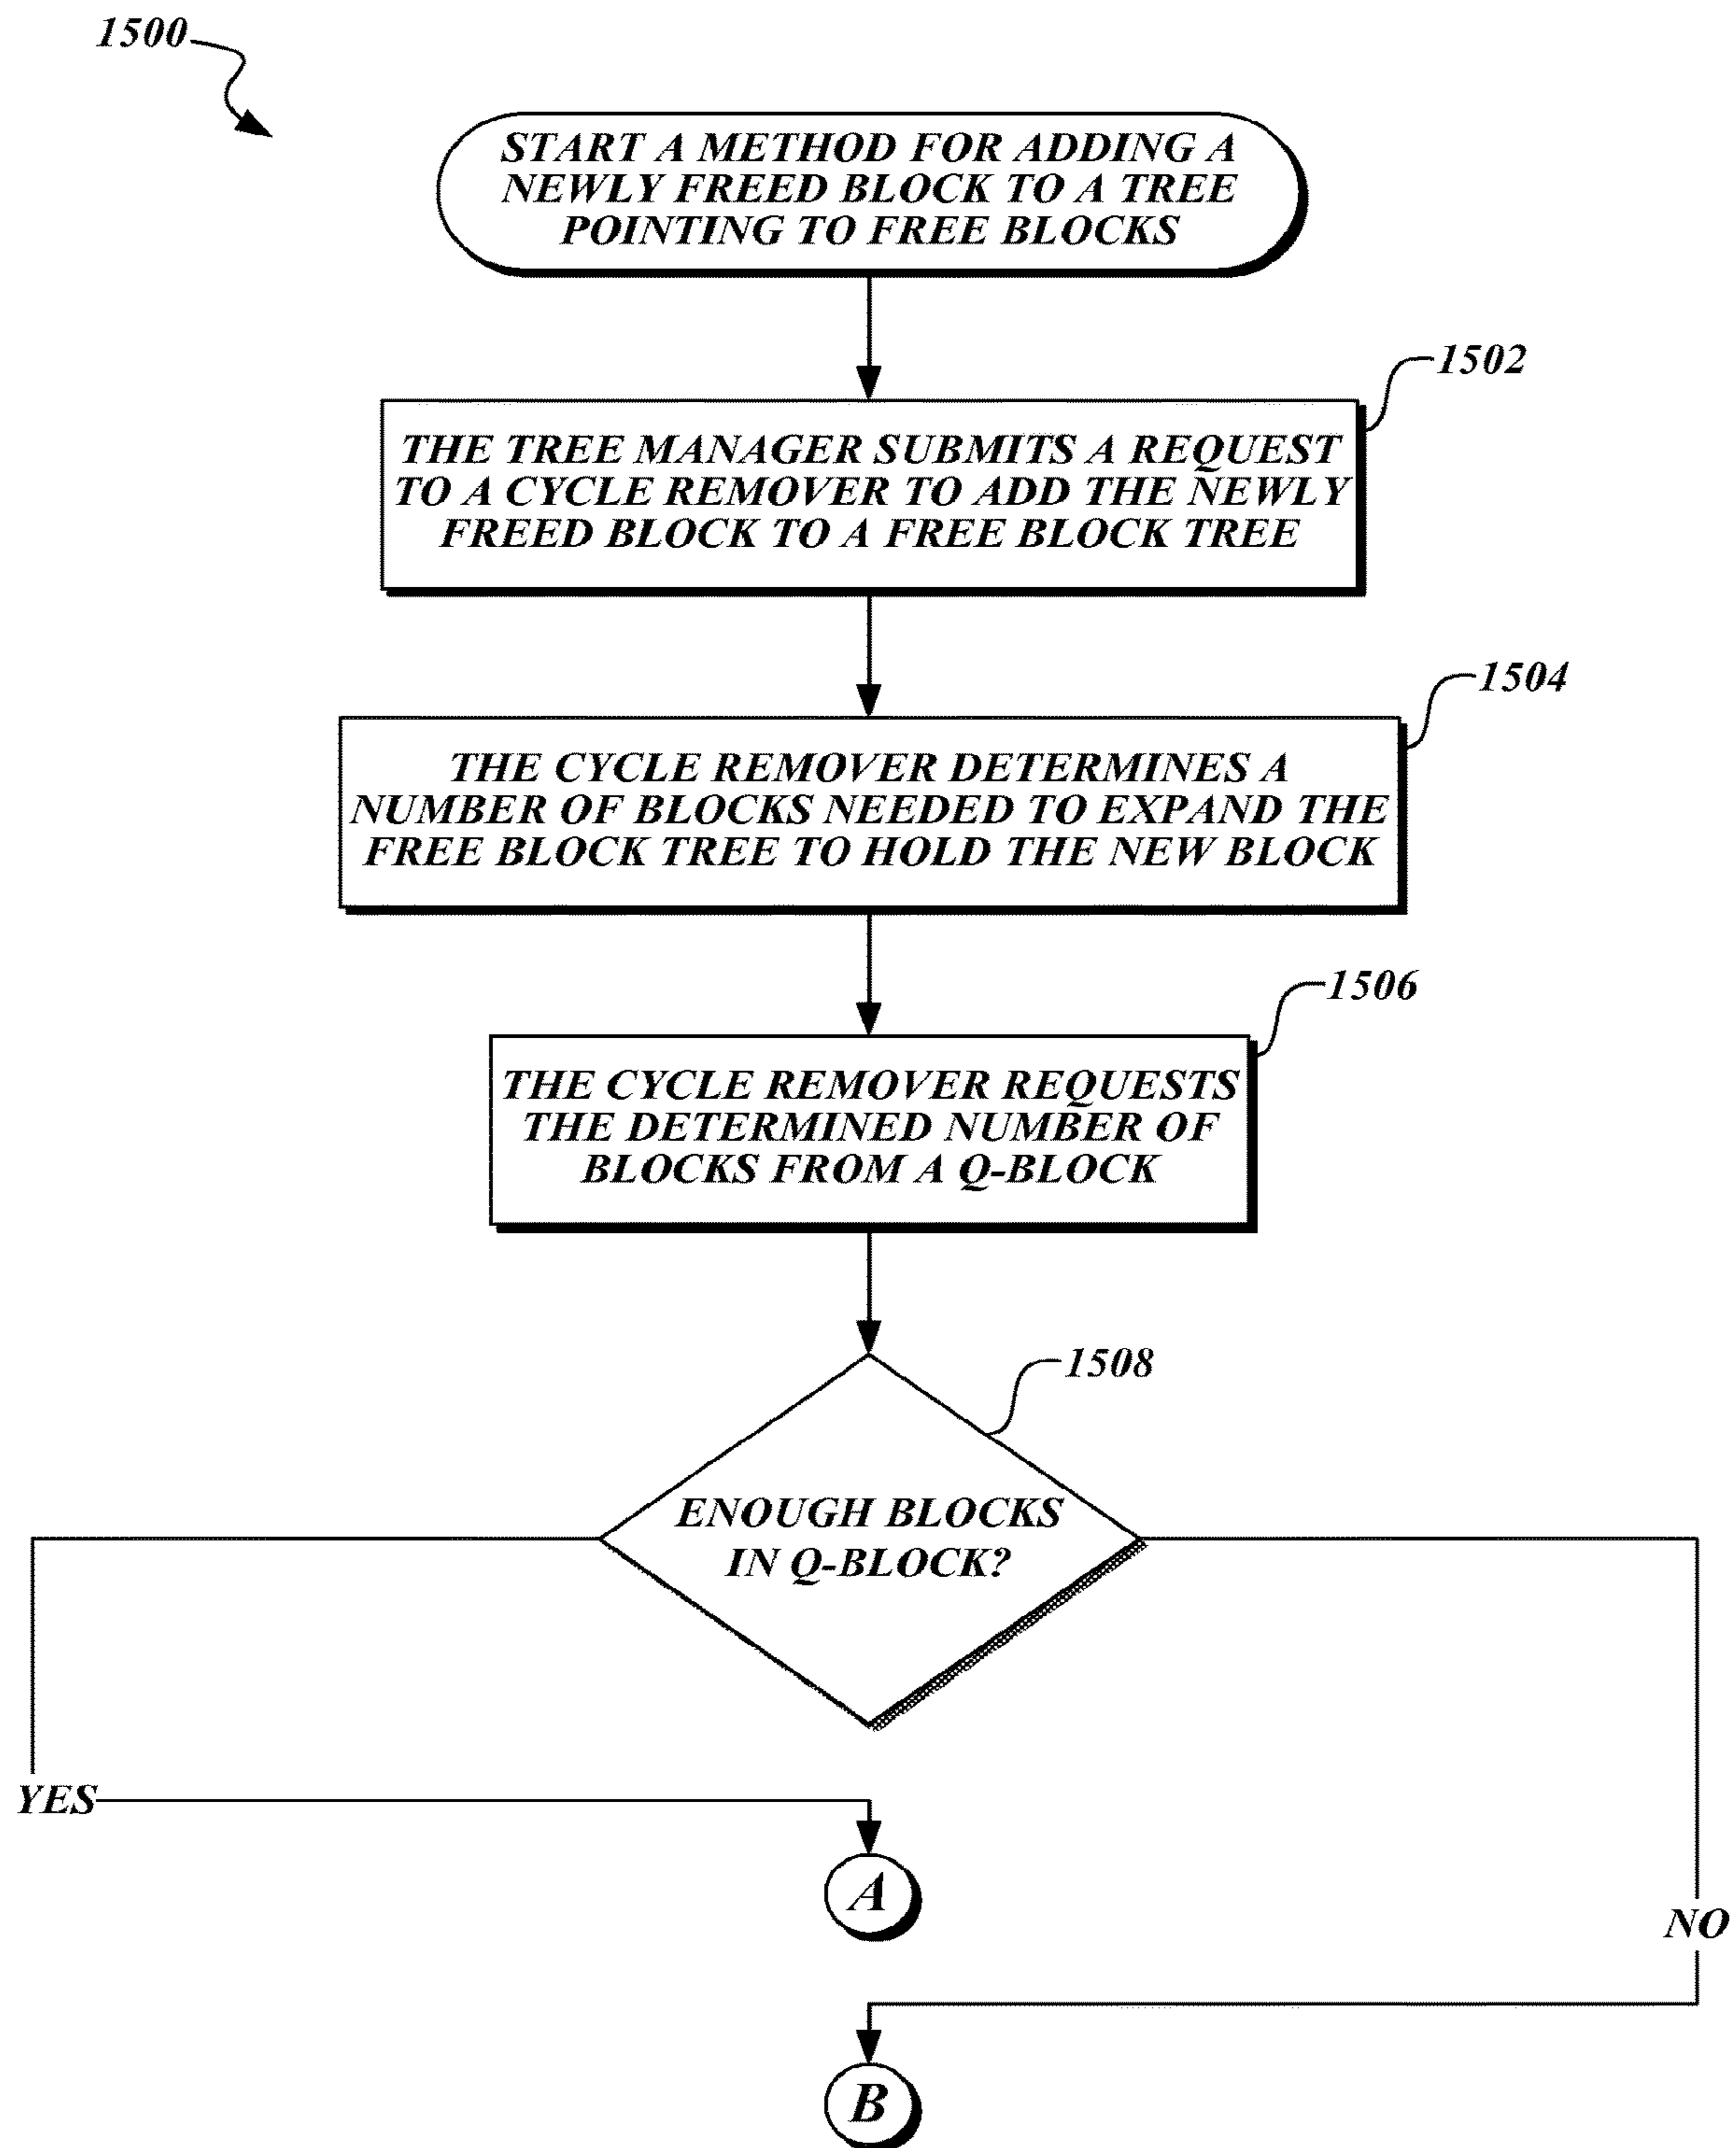 1500
START A METHOD FOR ADDING A
NEWLY FREED BLOCK TO A TREE
POINTING TO FREE BLOCKS
1502
THE TREE MANAGER SUBMITS A REQUEST
TO A CYCLE REMOVER TO ADD THE NEWLY
FREED BLOCK TO A FREE BLOCK TREE
1504
THE CYCLE REMOVER DETERMINES A
NUMBER OF BLOCKS NEEDED TO EXPAND THE
FREE BLOCK TREE TO HOLD THE NEW BLOCK
1506
THE CYCLE REMOVER REQUESTS
THE DETERMINED NUMBER OF
BLOCKS FROM A Q-BLOCK
1508
ENOUGH BLOCKS
IN Q-BLOCK?
YES
A
NO
B